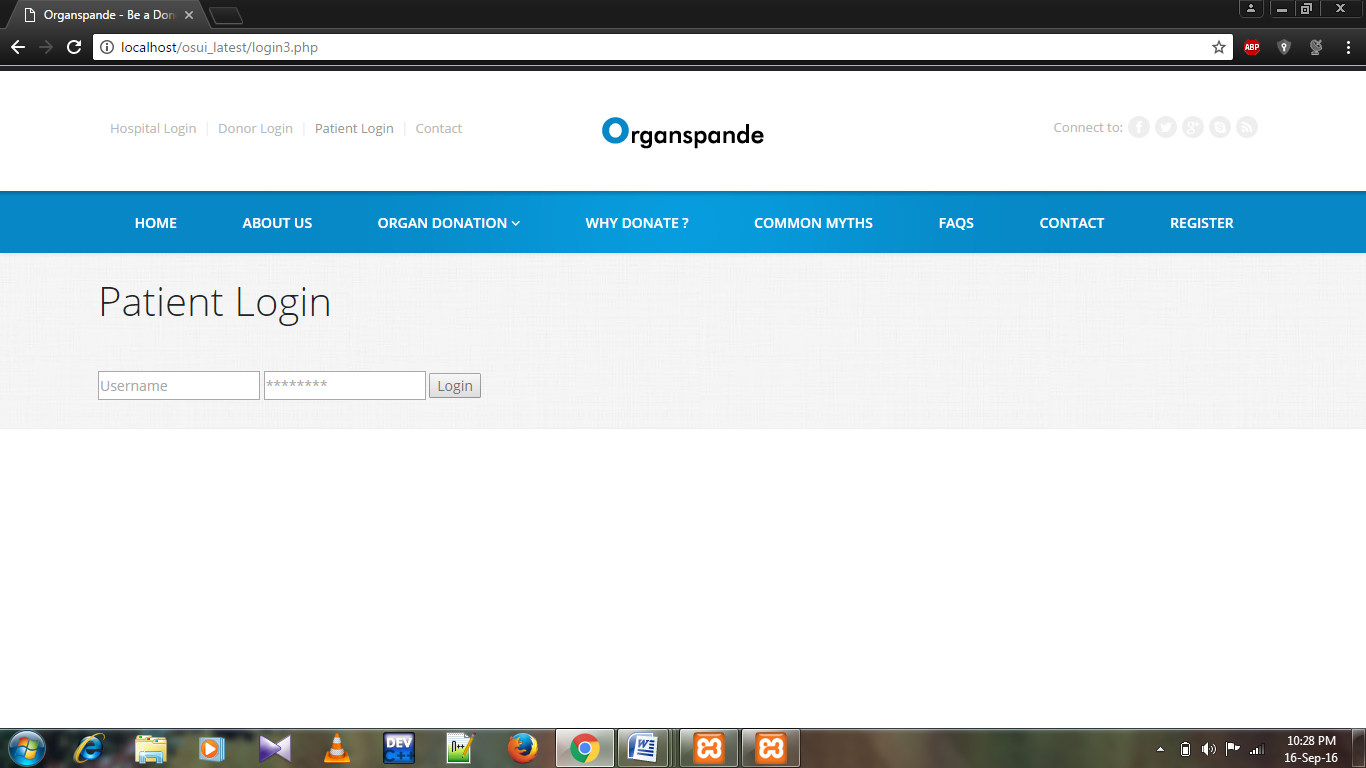 Organspande - Be a Don
localhost/osui_latest/login3.php
ABP
Hospital Login | Donor Login | Patient Login | Contact
Organspande
Connect to:
HOME ABOUT US ORGAN DONATION WHY DONATE ? COMMON MYTHS FAQS CONTACT REGISTER
Patient Login
Username ******** Login
DEV
C++
N++
W
10:28 PM
16-Sep-16